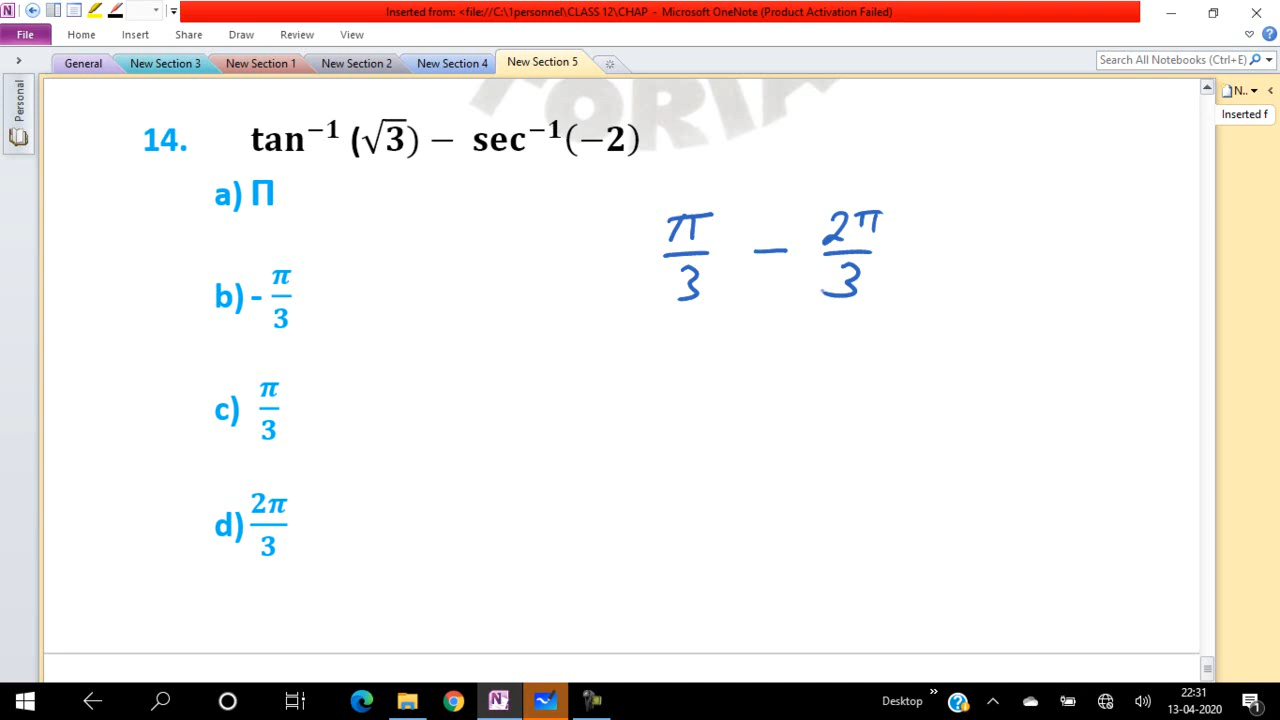 Inserted from: <file://C:\1personnel\CLASS 12\CHAP - Microsoft OneNote (Product Activation Failed)
File Home Insert Share Draw Review View
General New Section 3 New Section 1 New Section 2 New Section 4 New Section 5 Search All Notebooks (Ctrl+E) N..
Personal
Inserted f
TORIA
14. tan⁻¹ (√3) − sec⁻¹(−2)
a) Π
π/3 − 2π/3
b) - π/3
c) π/3
d) 2π/3
Desktop
22:31
13-04-2020
1